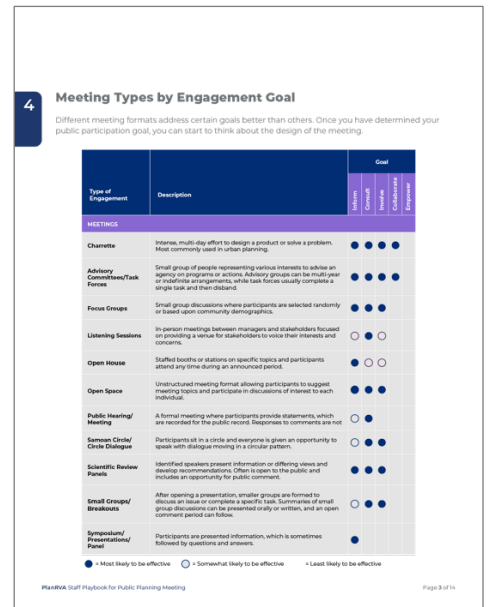 4
Meeting Types by Engagement Goal
Different meeting formats address certain goals better than others. Once you have determined your
public participation goal, you can start to think about the design of the meeting.
Goal
Type of
Engagement
Description
Inform
Consult
Involve
Collaborate
Empower
MEETINGS
Charrette
Intense, multi-day effort to design a product or solve a problem.
Most commonly used in urban planning.
Advisory
Committees/Task
Forces
Small group of people representing various interests to advise an
agency on programs or actions. Advisory groups can be multi-year
or indefinite arrangements, while task forces usually complete a
single task and then disband.
Focus Groups
Small group discussions where participants are selected randomly
or based upon community demographics.
Listening Sessions
In-person meetings between managers and stakeholders focused
on providing a venue for stakeholders to voice their interests and
concerns.
Open House
Staffed booths or stations on specific topics and participants
attend any time during an announced period.
Open Space
Unstructured meeting format allowing participants to suggest
meeting topics and participate in discussions of interest to each
individual.
Public Hearing/
Meeting
A formal meeting where participants provide statements, which
are recorded for the public record. Responses to comments are not
Samoan Circle/
Circle Dialogue
Participants sit in a circle and everyone is given an opportunity to
speak with dialogue moving in a circular pattern.
Scientific Review
Panels
Identified speakers present information or differing views and
develop recommendations. Often is open to the public and
includes an opportunity for public comment.
Small Groups/
Breakouts
After opening a presentation, smaller groups are formed to
discuss an issue or complete a specific task. Summaries of small
group discussions can be presented orally or written, and an open
comment period can follow.
Symposium/
Presentations/
Panel
Participants are presented information, which is sometimes
followed by questions and answers.
= Most likely to be effective = Somewhat likely to be effective = Least likely to be effective
PlanRVA Staff Playbook for Public Planning Meeting
Page 3 of 14